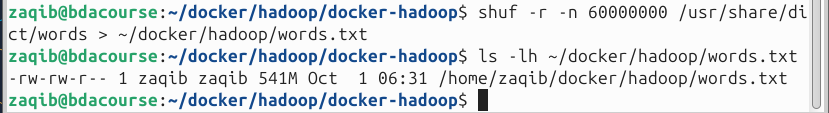 zaqib@bdacourse:~/docker/hadoop/docker-hadoop$ shuf -r -n 60000000 /usr/share/di
ct/words > ~/docker/hadoop/words.txt
zaqib@bdacourse:~/docker/hadoop/docker-hadoop$ ls -lh ~/docker/hadoop/words.txt
-rw-rw-r-- 1 zaqib zaqib 541M Oct  1 06:31 /home/zaqib/docker/hadoop/words.txt
zaqib@bdacourse:~/docker/hadoop/docker-hadoop$